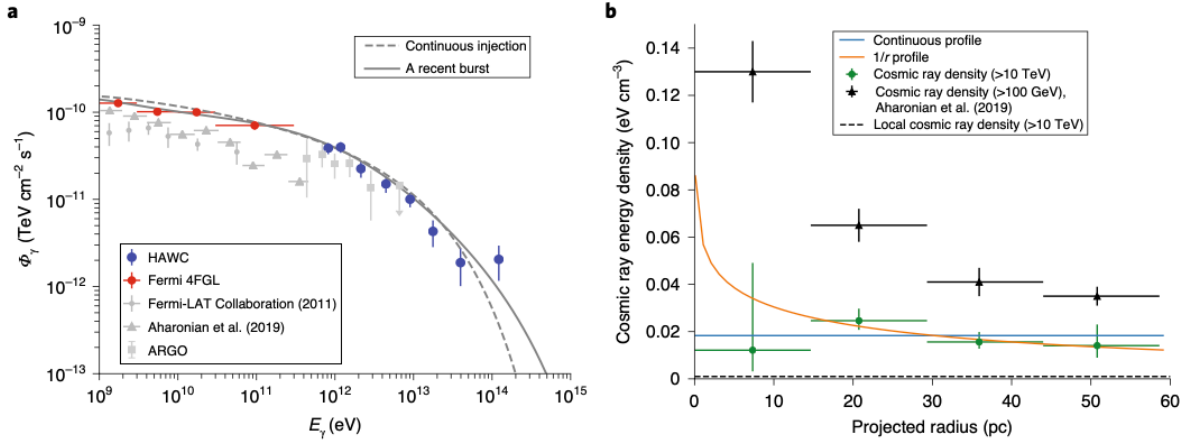 a
10⁻⁹
10⁻¹⁰
10⁻¹¹
10⁻¹²
10⁻¹³
Φγ (TeV cm⁻² s⁻¹)
Continuous injection
A recent burst
HAWC
Fermi 4FGL
Fermi-LAT Collaboration (2011)
Aharonian et al. (2019)
ARGO
10⁹ 10¹⁰ 10¹¹ 10¹² 10¹³ 10¹⁴ 10¹⁵
Eγ (eV)
b
0.14
0.12
0.10
0.08
0.06
0.04
0.02
0
Cosmic ray energy density (eV cm⁻³)
Continuous profile
1/r profile
Cosmic ray density (>10 TeV)
Cosmic ray density (>100 GeV),
Aharonian et al. (2019)
Local cosmic ray density (>10 TeV)
0 10 20 30 40 50 60
Projected radius (pc)